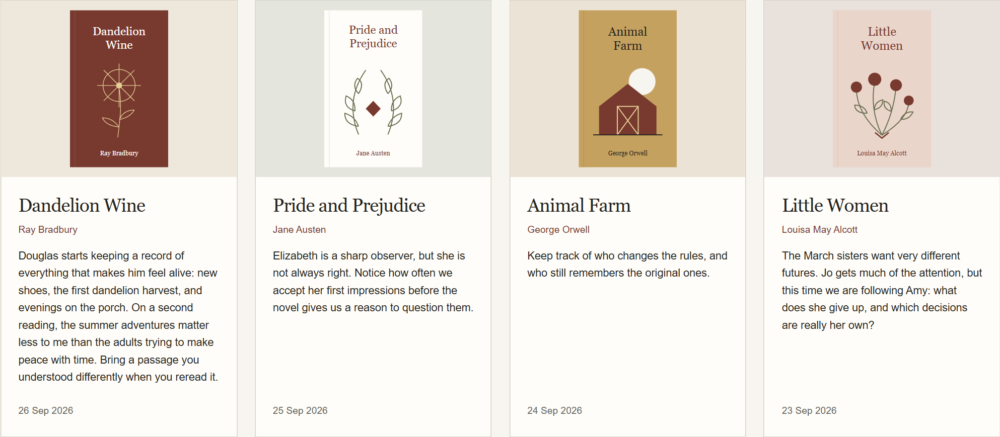 Dandelion
Wine
Ray Bradbury
Dandelion Wine
Ray Bradbury
Douglas starts keeping a record of
everything that makes him feel alive: new
shoes, the first dandelion harvest, and
evenings on the porch. On a second
reading, the summer adventures matter
less to me than the adults trying to make
peace with time. Bring a passage you
understood differently when you reread it.
26 Sep 2026
Pride and
Prejudice
Jane Austen
Pride and Prejudice
Jane Austen
Elizabeth is a sharp observer, but she is
not always right. Notice how often we
accept her first impressions before the
novel gives us a reason to question them.
25 Sep 2026
Animal
Farm
George Orwell
Animal Farm
George Orwell
Keep track of who changes the rules, and
who still remembers the original ones.
24 Sep 2026
Little
Women
Louisa May Alcott
Little Women
Louisa May Alcott
The March sisters want very different
futures. Jo gets much of the attention, but
this time we are following Amy: what
does she give up, and which decisions
are really her own?
23 Sep 2026